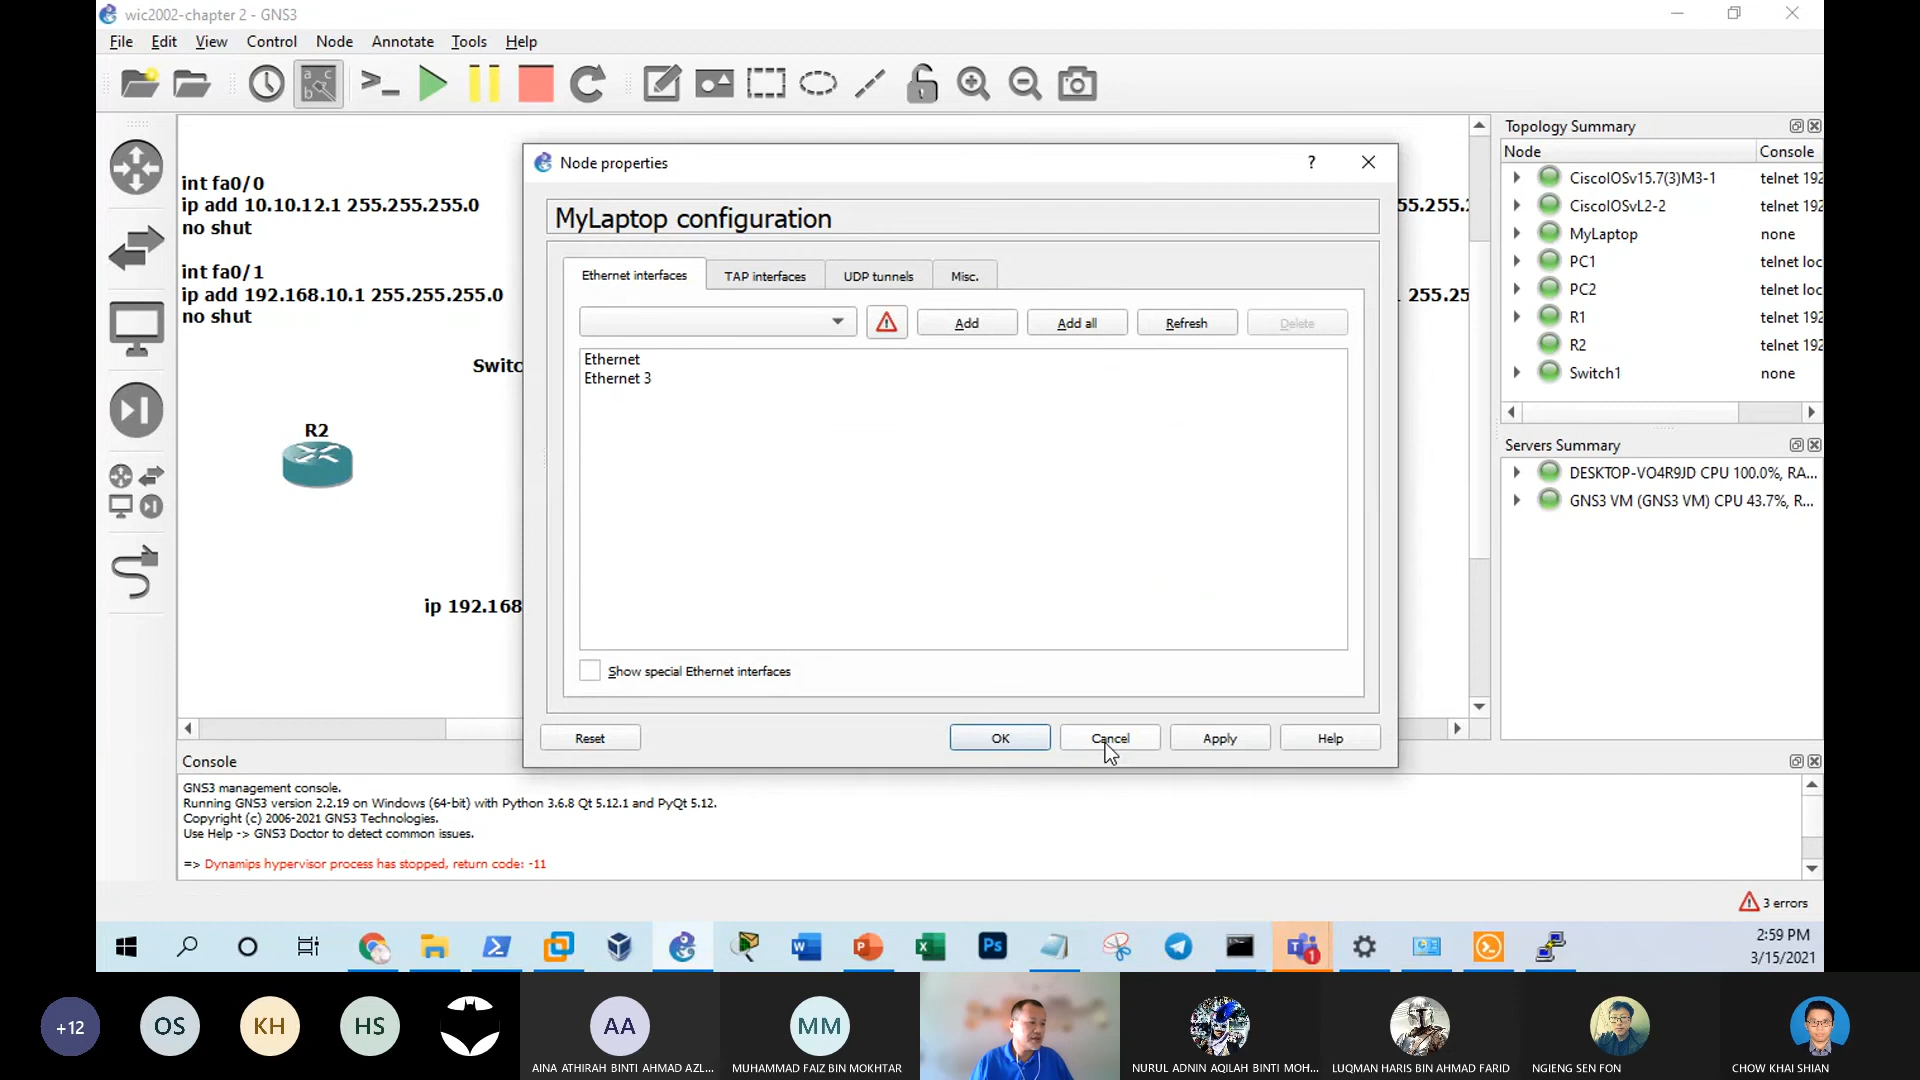 wic2002-chapter 2 - GNS3
File Edit View Control Node Annotate Tools Help
int fa0/0
ip add 10.10.12.1 255.255.255.0
no shut
int fa0/1
ip add 192.168.10.1 255.255.255.0
no shut
Switc
R2
ip 192.168
55.255.
255.25
Node properties
?
MyLaptop configuration
Ethernet interfaces TAP interfaces UDP tunnels Misc.
Add Add all Refresh Delete
Ethernet
Ethernet 3
Show special Ethernet interfaces
Reset OK Cancel Apply Help
Topology Summary
Node Console
CiscoIOSv15.7(3)M3-1 telnet 192
CiscoIOSvL2-2 telnet 192
MyLaptop none
PC1 telnet loc
PC2 telnet loc
R1 telnet 192
R2 telnet 192
Switch1 none
Servers Summary
DESKTOP-VO4R9JD CPU 100.0%, RA...
GNS3 VM (GNS3 VM) CPU 43.7%, R...
Console
GNS3 management console.
Running GNS3 version 2.2.19 on Windows (64-bit) with Python 3.6.8 Qt 5.12.1 and PyQt 5.12.
Copyright (c) 2006-2021 GNS3 Technologies.
Use Help -> GNS3 Doctor to detect common issues.
=> Dynamips hypervisor process has stopped, return code: -11
3 errors
2:59 PM
3/15/2021
+12 OS KH HS AA MM
AINA ATHIRAH BINTI AHMAD AZL... MUHAMMAD FAIZ BIN MOKHTAR NURUL ADNIN AQILAH BINTI MOH... LUQMAN HARIS BIN AHMAD FARID NGIENG SEN FON CHOW KHAI SHIAN